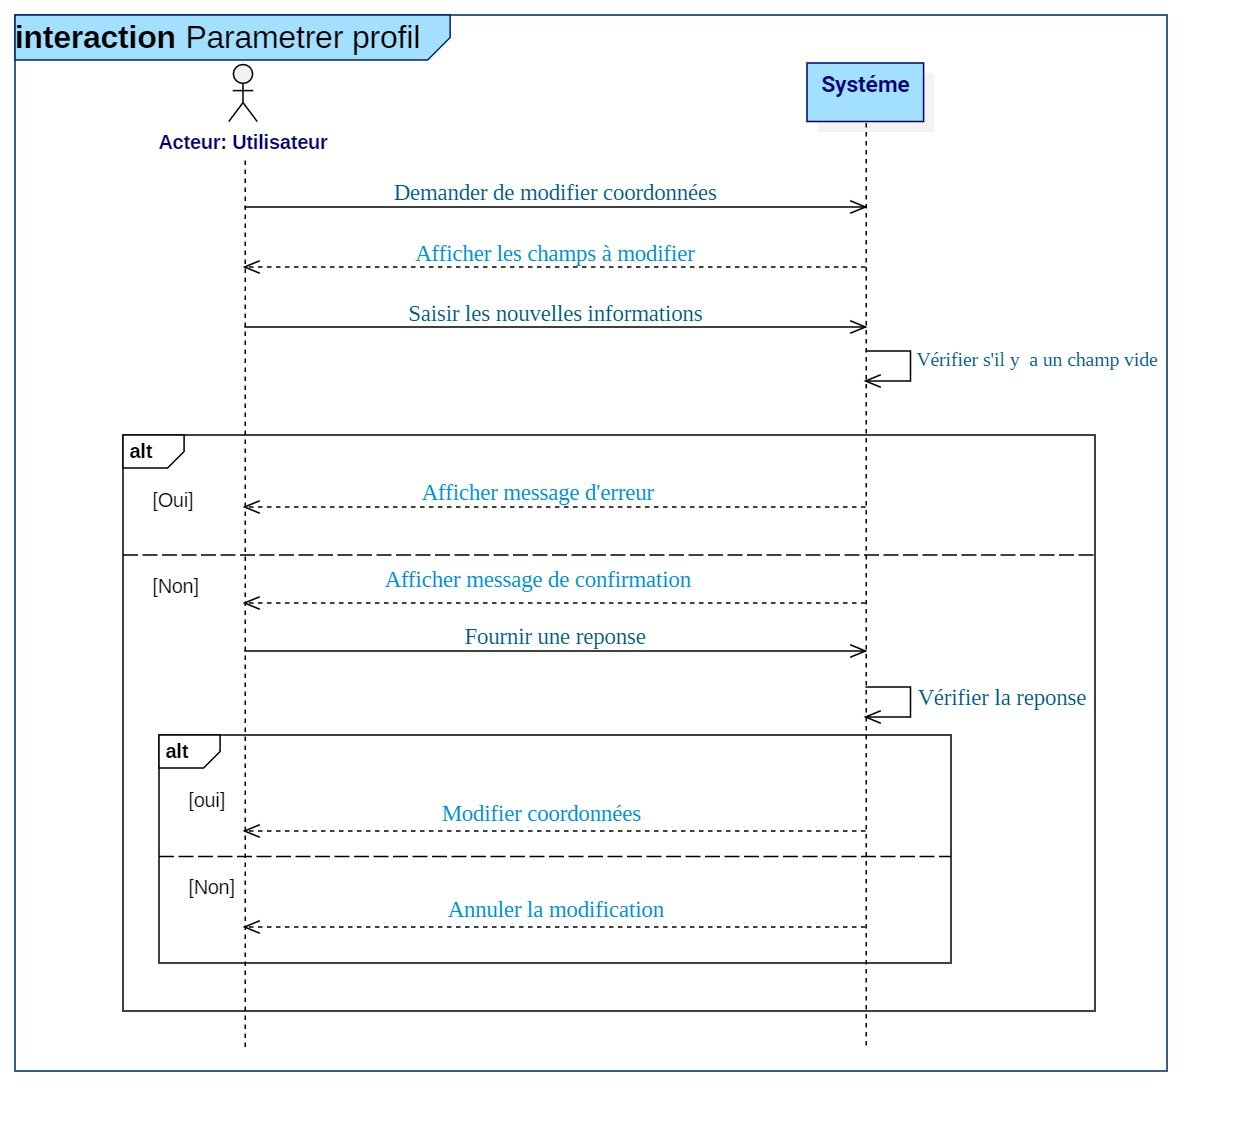 interaction Parametrer profil
Systéme
Acteur: Utilisateur
Demander de modifier coordonnées
Afficher les champs à modifier
Saisir les nouvelles informations
Vérifier s'il y  a un champ vide
alt
[Oui]
Afficher message d'erreur
[Non]
Afficher message de confirmation
Fournir une reponse
Vérifier la reponse
alt
[oui]
Modifier coordonnées
[Non]
Annuler la modification